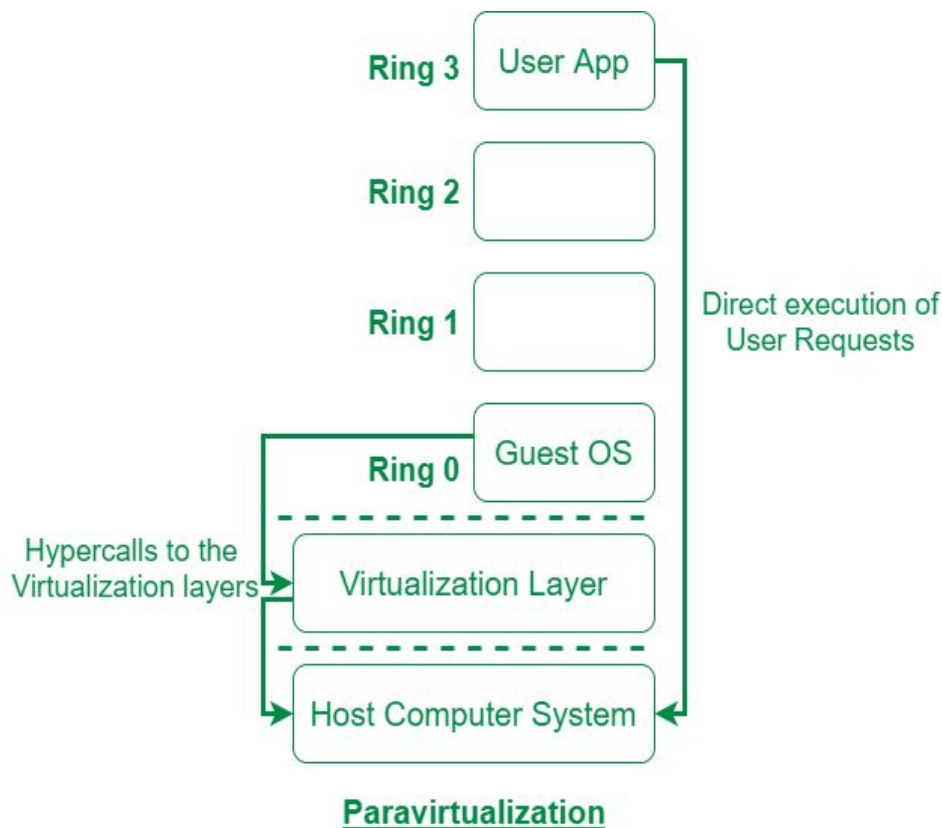 Ring 3
User App
Ring 2
Ring 1
Direct execution of
User Requests
Ring 0
Guest OS
Hypercalls to the
Virtualization layers
Virtualization Layer
Host Computer System
Paravirtualization